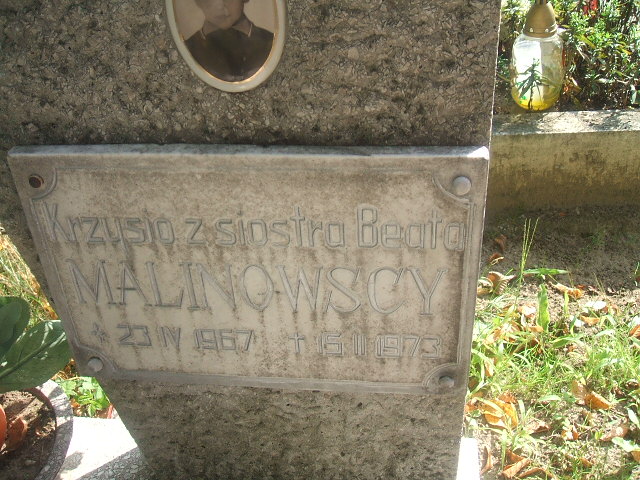 Krzysio z siostrą Beatą
MALINOWSCY
* 23 IV 1967 † 15 II 1973